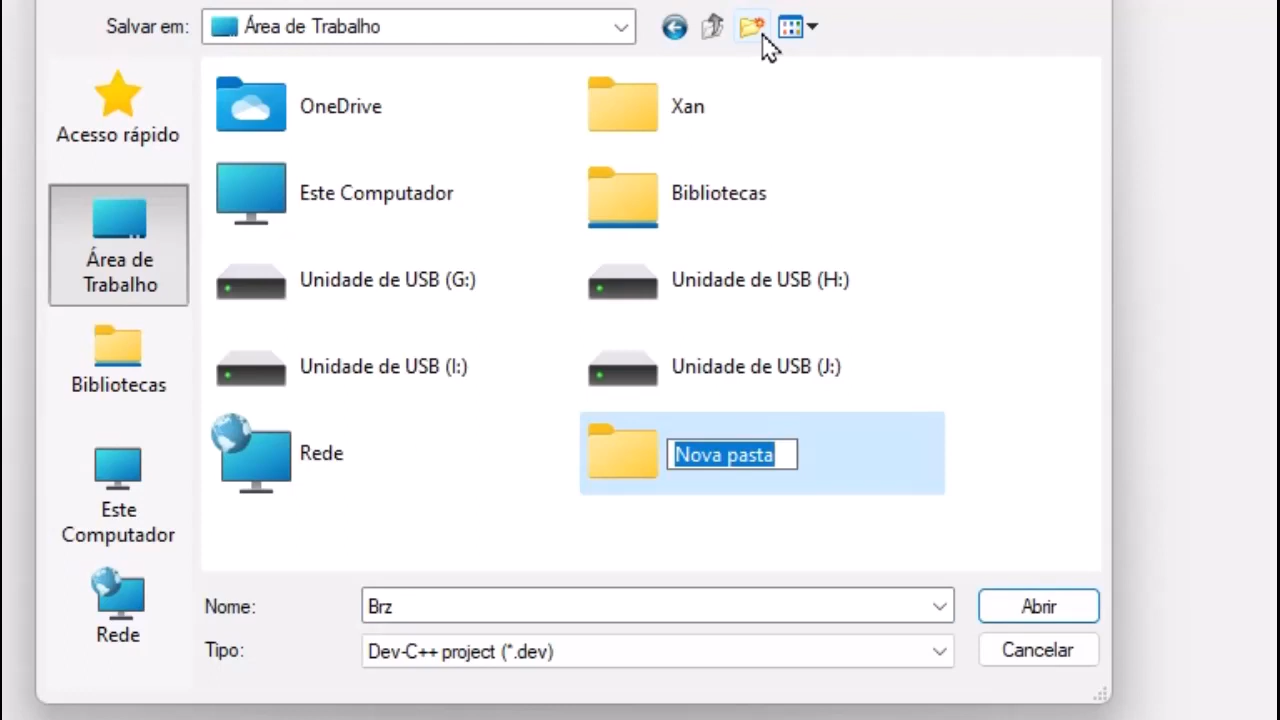 Salvar em:
Área de Trabalho
Acesso rápido
Área de
Trabalho
Bibliotecas
Este
Computador
Rede
OneDrive
Xan
Este Computador
Bibliotecas
Unidade de USB (G:)
Unidade de USB (H:)
Unidade de USB (I:)
Unidade de USB (J:)
Rede
Nova pasta
Nome:
Brz
Abrir
Tipo:
Dev-C++ project (*.dev)
Cancelar